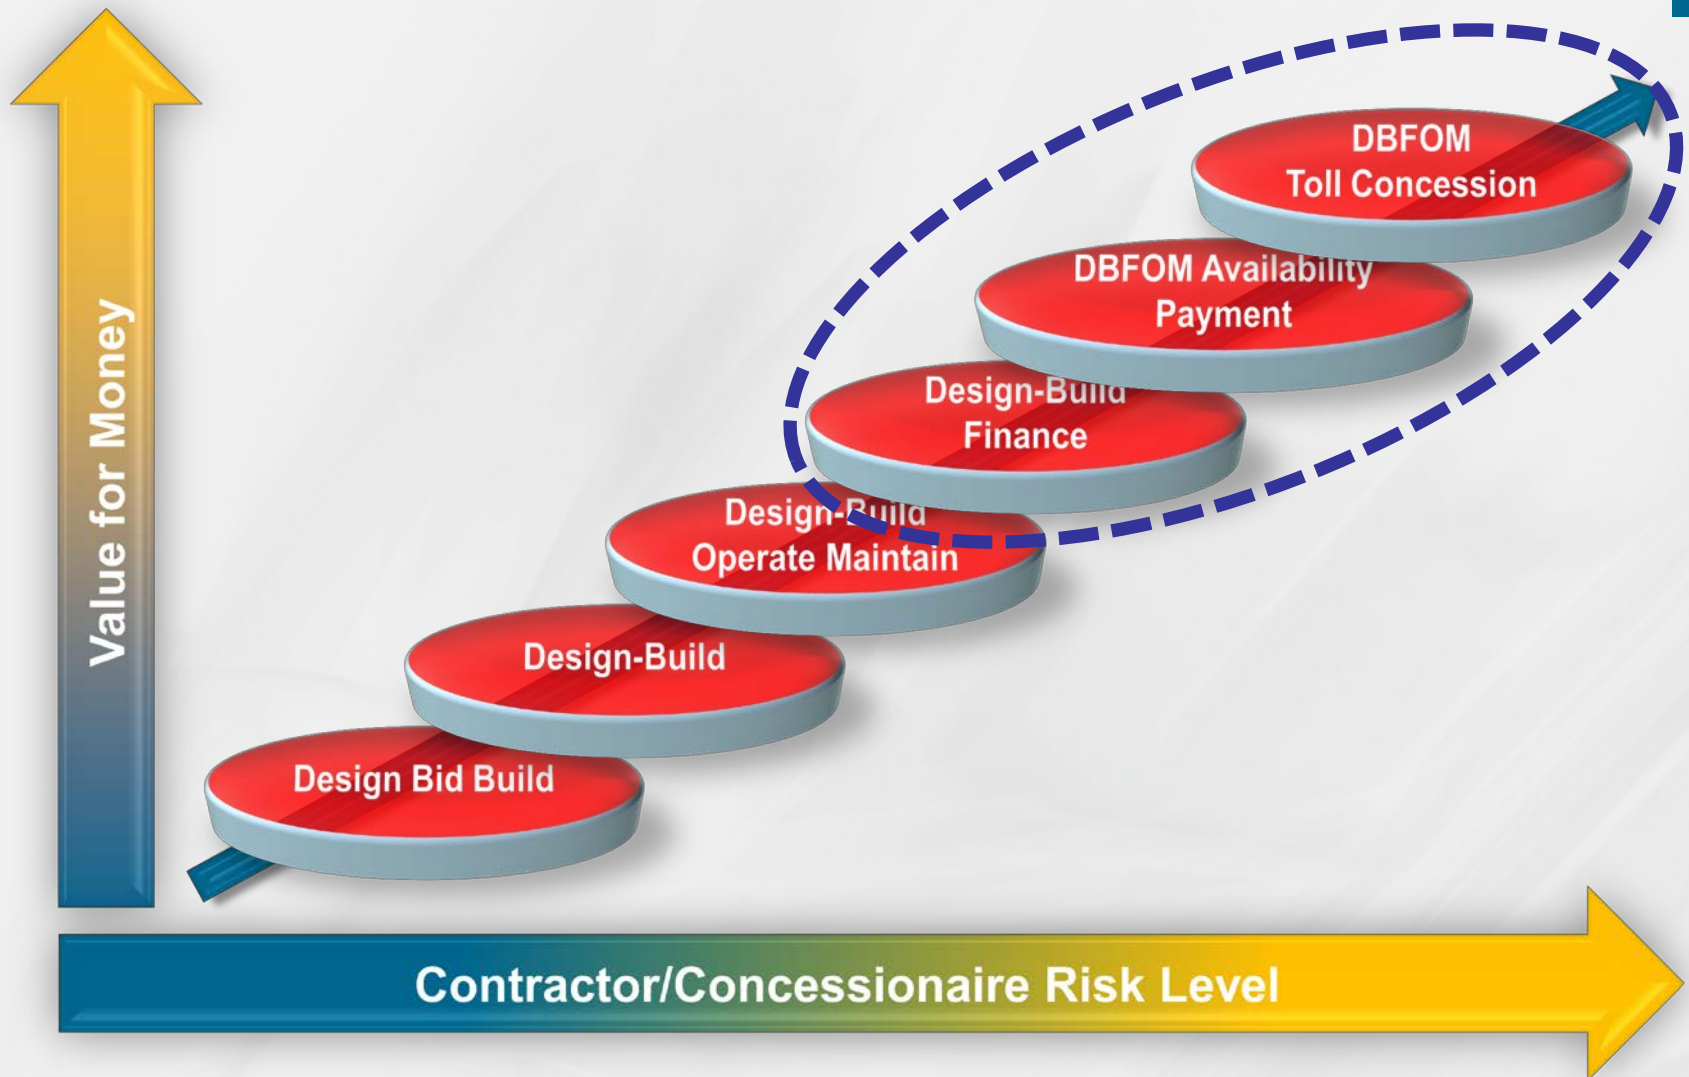 Value for Money
DBFOM
Toll Concession
DBFOM Availability
Payment
Design-Build
Finance
Design-Build
Operate Maintain
Design-Build
Design Bid Build
Contractor/Concessionaire Risk Level